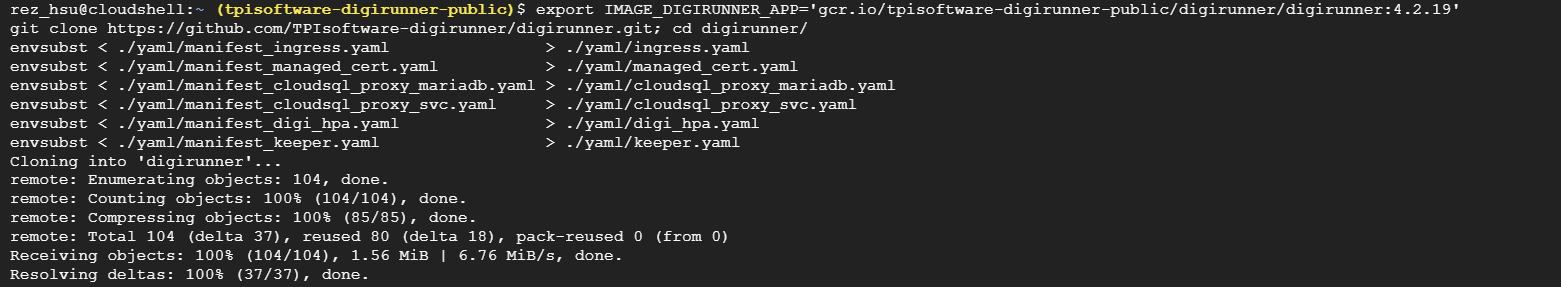 rez_hsu@cloudshell:~ (tpisoftware-digirunner-public)$ export IMAGE_DIGIRUNNER_APP='gcr.io/tpisoftware-digirunner-public/digirunner/digirunner:4.2.19'
git clone https://github.com/TPIsoftware-digirunner/digirunner.git; cd digirunner/
envsubst < ./yaml/manifest_ingress.yaml                > ./yaml/ingress.yaml
envsubst < ./yaml/manifest_managed_cert.yaml           > ./yaml/managed_cert.yaml
envsubst < ./yaml/manifest_cloudsql_proxy_mariadb.yaml > ./yaml/cloudsql_proxy_mariadb.yaml
envsubst < ./yaml/manifest_cloudsql_proxy_svc.yaml     > ./yaml/cloudsql_proxy_svc.yaml
envsubst < ./yaml/manifest_digi_hpa.yaml               > ./yaml/digi_hpa.yaml
envsubst < ./yaml/manifest_keeper.yaml                 > ./yaml/keeper.yaml
Cloning into 'digirunner'...
remote: Enumerating objects: 104, done.
remote: Counting objects: 100% (104/104), done.
remote: Compressing objects: 100% (85/85), done.
remote: Total 104 (delta 37), reused 80 (delta 18), pack-reused 0 (from 0)
Receiving objects: 100% (104/104), 1.56 MiB | 6.76 MiB/s, done.
Resolving deltas: 100% (37/37), done.